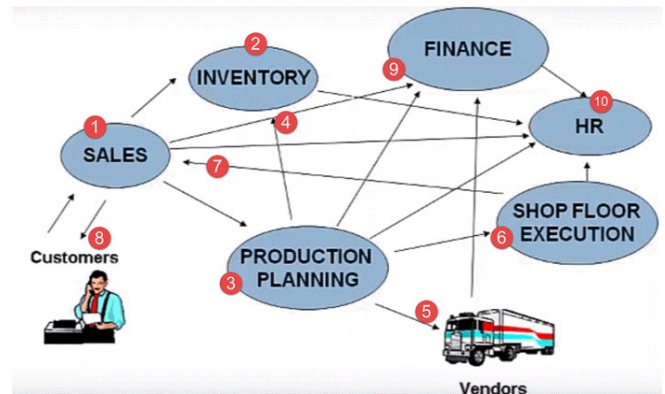 2
FINANCE
9
INVENTORY
10
1
4
HR
SALES
7
SHOP FLOOR
8
6
EXECUTION
Customers
PRODUCTION
3
PLANNING
5
Vendors